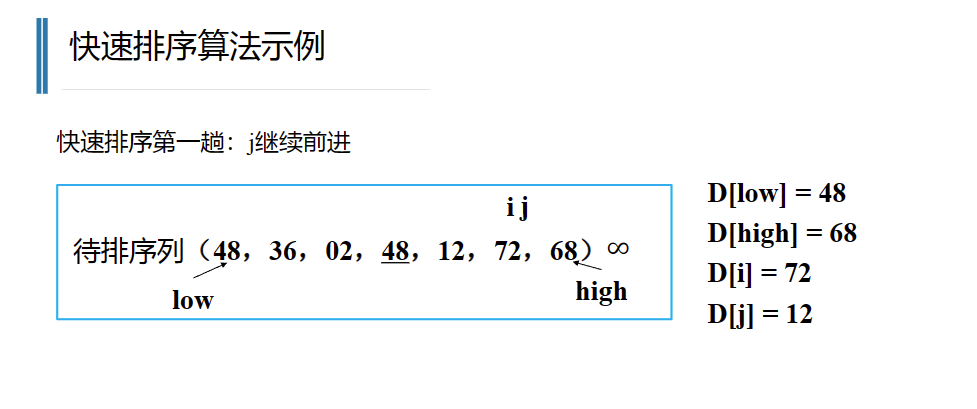 快速排序算法示例
快速排序第一趟：j继续前进
i j
待排序列（48，36，02，48，12，72，68）∞
low
high
D[low] = 48
D[high] = 68
D[i] = 72
D[j] = 12